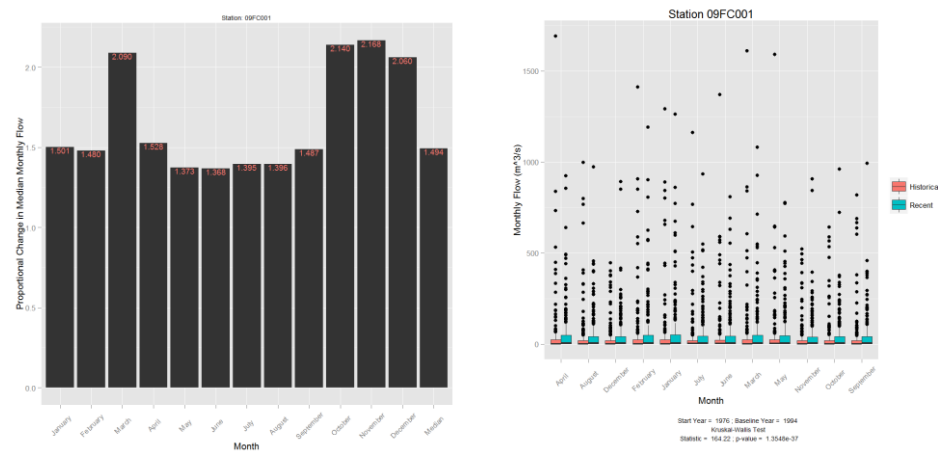 Station: 09FC001
Proportional Change in Median Monthly Flow
2.0
1.5
1.0
0.5
0.0
1.501
1.480
2.090
1.528
1.373
1.368
1.395
1.396
1.487
2.140
2.168
2.060
1.494
January
February
March
April
May
June
July
August
September
October
November
December
Median
Month
Station 09FC001
Monthly Flow (m^3/s)
1500
1000
500
0
April
August
December
February
January
July
June
March
May
November
October
September
Month
Historical
Recent
Start Year = 1976 ; Baseline Year = 1994
Kruskal-Wallis Test
Statistic = 164.22 ; p-value = 1.3548e-37